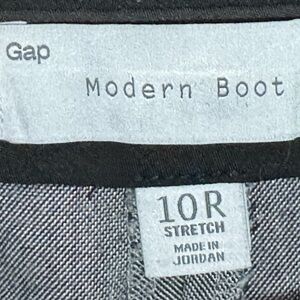 Gap
Modern Boot
10R
STRETCH
MADE IN
JORDAN